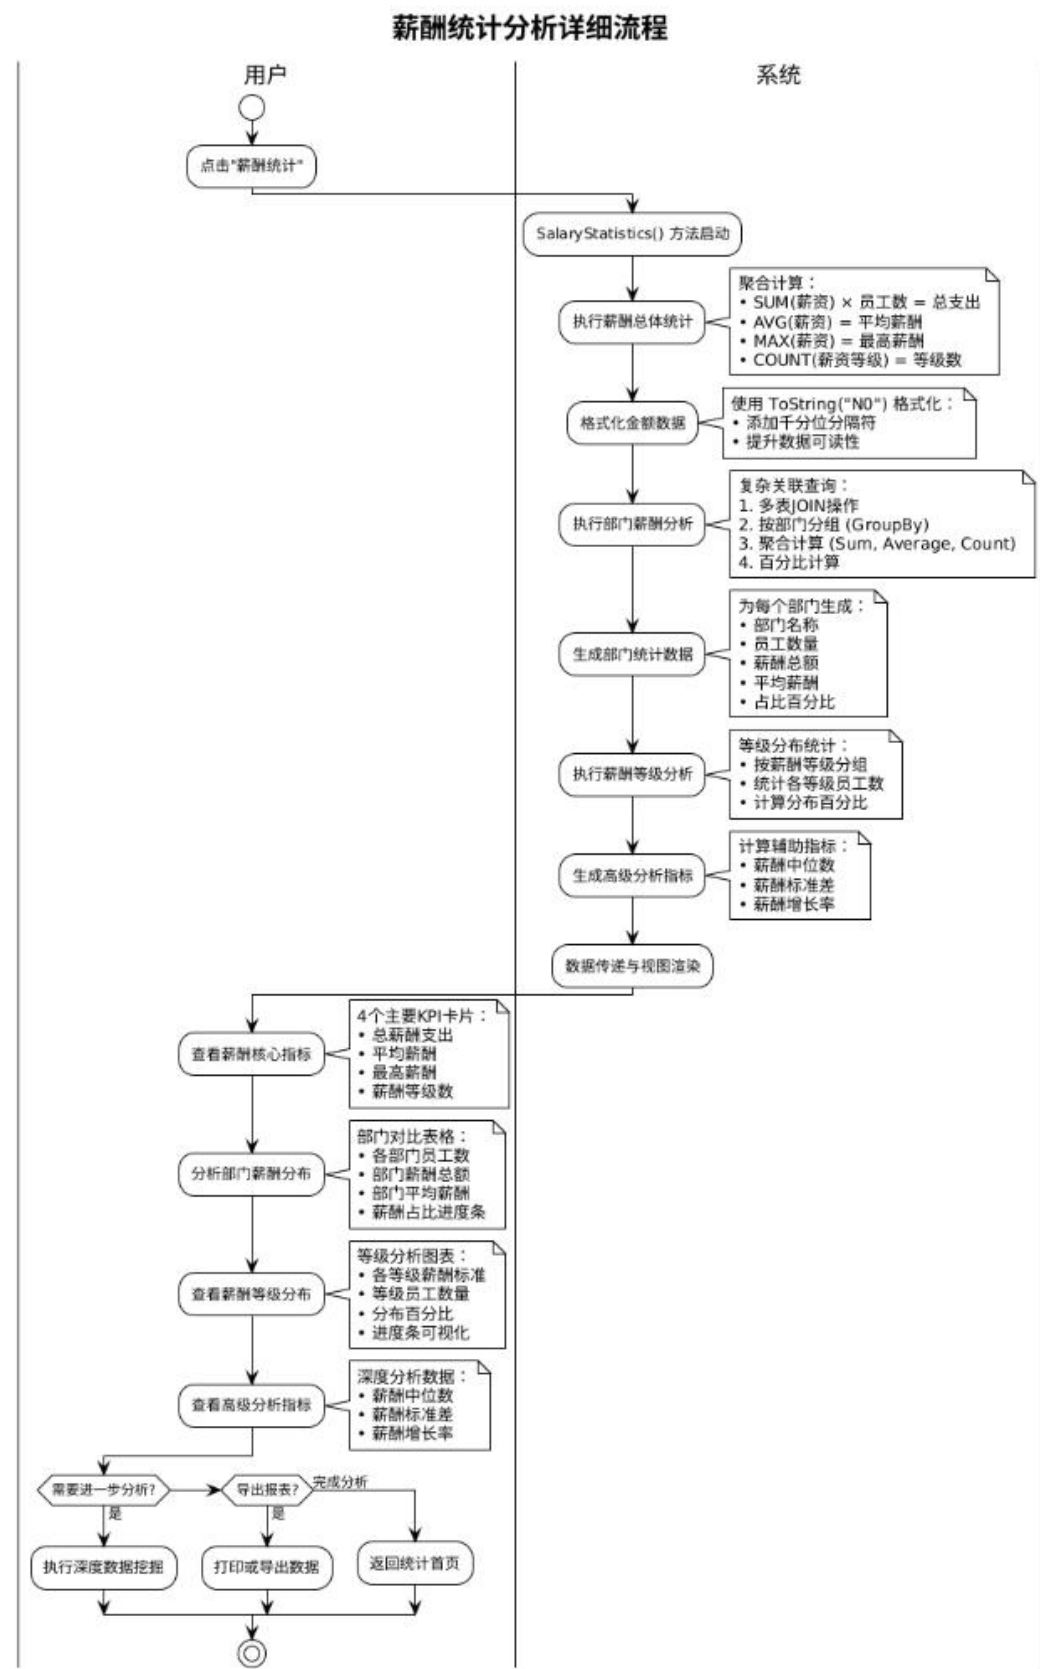 薪酬统计分析详细流程
用户
系统
点击"薪酬统计"
SalaryStatistics() 方法启动
执行薪酬总体统计
聚合计算：
• SUM(薪资) × 员工数 = 总支出
• AVG(薪资) = 平均薪酬
• MAX(薪资) = 最高薪酬
• COUNT(薪资等级) = 等级数
格式化金额数据
使用 ToString("N0") 格式化：
• 添加千分位分隔符
• 提升数据可读性
执行部门薪酬分析
复杂关联查询：
1. 多表JOIN操作
2. 按部门分组 (GroupBy)
3. 聚合计算 (Sum, Average, Count)
4. 百分比计算
生成部门统计数据
为每个部门生成：
• 部门名称
• 员工数量
• 薪酬总额
• 平均薪酬
• 占比百分比
执行薪酬等级分析
等级分布统计：
• 按薪酬等级分组
• 统计各等级员工数
• 计算分布百分比
生成高级分析指标
计算辅助指标：
• 薪酬中位数
• 薪酬标准差
• 薪酬增长率
数据传递与视图渲染
查看薪酬核心指标
4个主要KPI卡片：
• 总薪酬支出
• 平均薪酬
• 最高薪酬
• 薪酬等级数
分析部门薪酬分布
部门对比表格：
• 各部门员工数
• 部门薪酬总额
• 部门平均薪酬
• 薪酬占比进度条
查看薪酬等级分布
等级分析图表：
• 各等级薪酬标准
• 等级员工数量
• 分布百分比
• 进度条可视化
查看高级分析指标
深度分析数据：
• 薪酬中位数
• 薪酬标准差
• 薪酬增长率
需要进一步分析?
导出报表?
完成分析
是
是
执行深度数据挖掘
打印或导出数据
返回统计首页